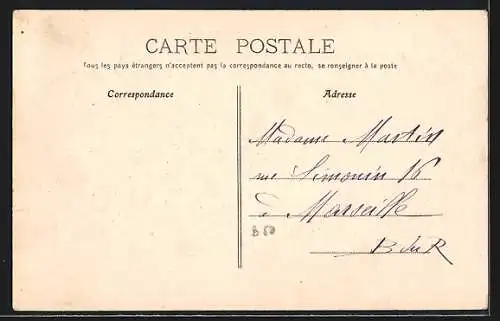 CARTE POSTALE
Tous les pays étrangers n'acceptent pas la correspondance au recto, se renseigner à la poste
Correspondance
Adresse
Madame Martin
rue Simonin 16
à Marseille
B du R
B50